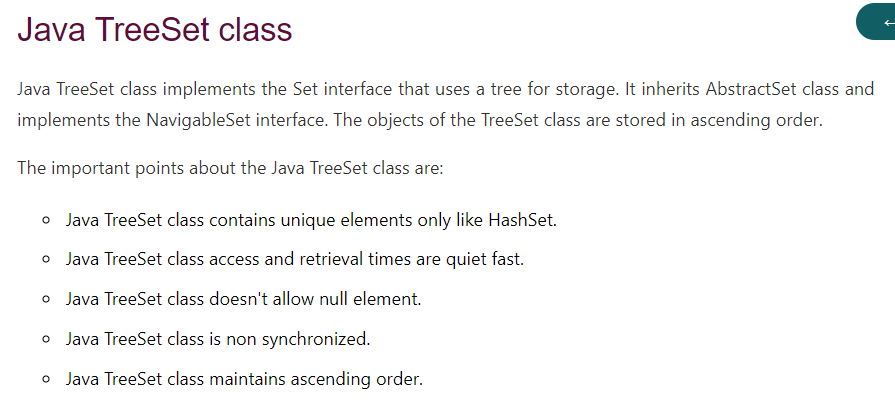 Java TreeSet class
Java TreeSet class implements the Set interface that uses a tree for storage. It inherits AbstractSet class and
implements the NavigableSet interface. The objects of the TreeSet class are stored in ascending order.
The important points about the Java TreeSet class are:
Java TreeSet class contains unique elements only like HashSet.
Java TreeSet class access and retrieval times are quiet fast.
Java TreeSet class doesn't allow null element.
Java TreeSet class is non synchronized.
Java TreeSet class maintains ascending order.